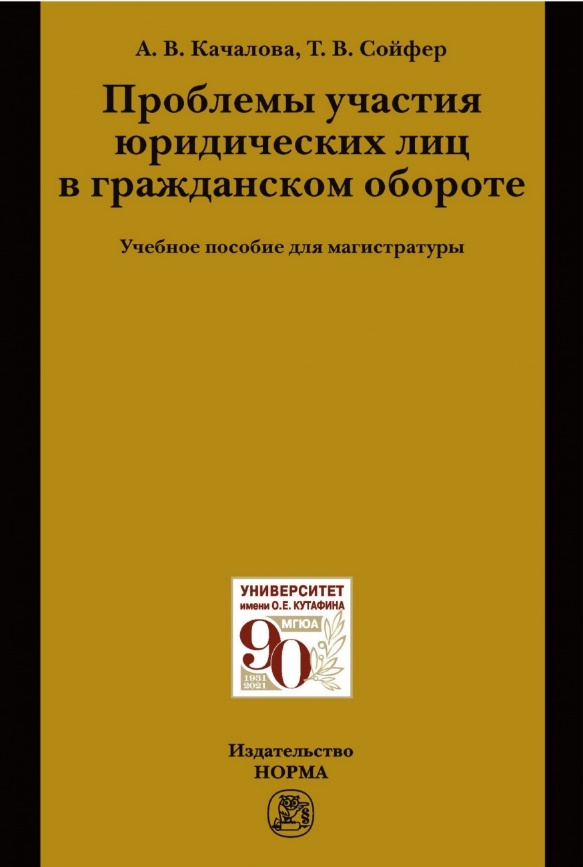 А. В. Качалова, Т. В. Сойфер
Проблемы участия
юридических лиц
в гражданском обороте
Учебное пособие для магистратуры
УНИВЕРСИТЕТ
имени О.Е. КУТАФИНА
МГЮА
90
1931
2021
Издательство
НОРМА